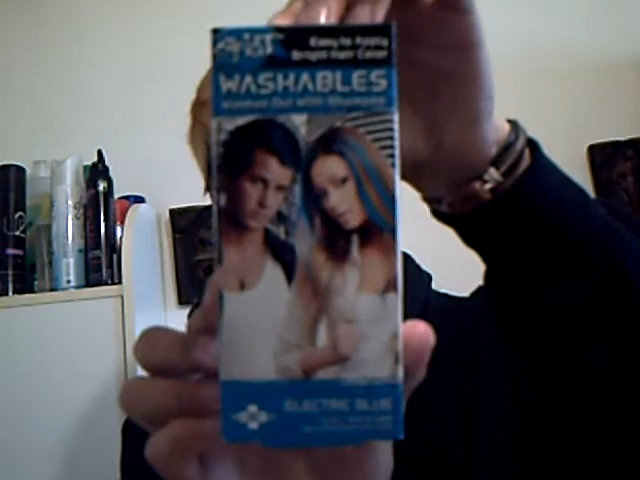 Easy to Apply
Bright Hair Color
WASHABLES
Washes Out with Shampoo
ELECTRIC BLUE